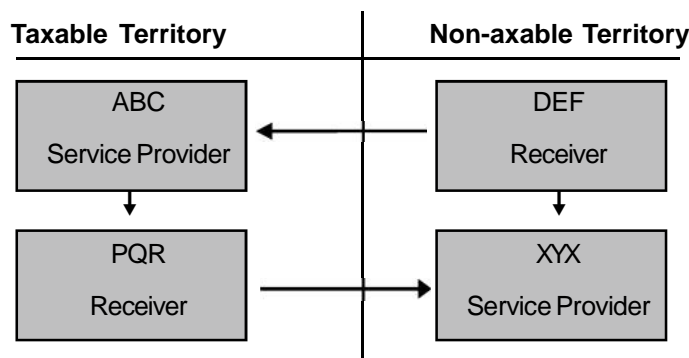 Taxable Territory
Non-axable Territory
ABC
Service Provider
DEF
Receiver
PQR
Receiver
XYX
Service Provider